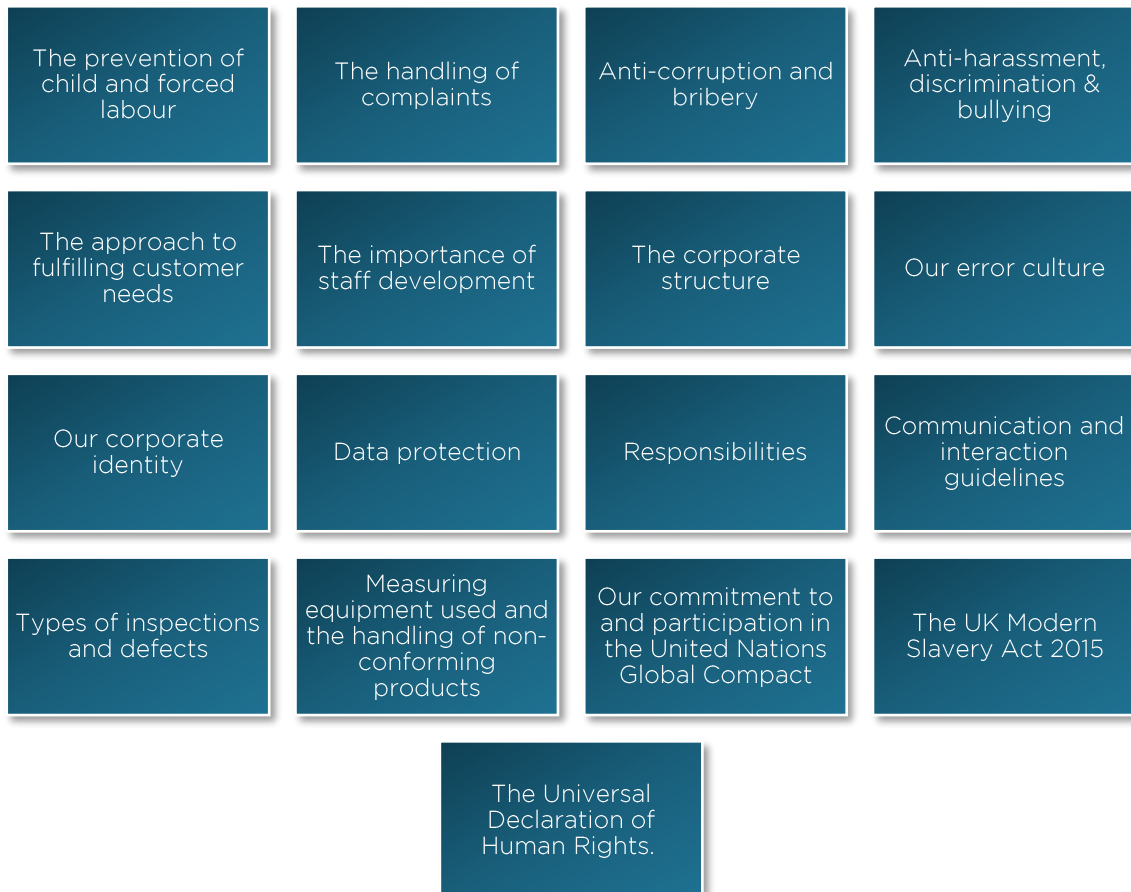 The prevention of
child and forced
labour
The handling of
complaints
Anti-corruption and
bribery
Anti-harassment,
discrimination &
bullying
The approach to
fulfilling customer
needs
The importance of
staff development
The corporate
structure
Our error culture
Our corporate
identity
Data protection
Responsibilities
Communication and
interaction
guidelines
Types of inspections
and defects
Measuring
equipment used and
the handling of non-
conforming
products
Our commitment to
and participation in
the United Nations
Global Compact
The UK Modern
Slavery Act 2015
The Universal
Declaration of
Human Rights.